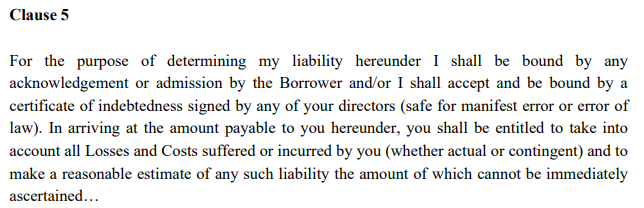 Clause 5
For the purpose of determining my liability hereunder I shall be bound by any
acknowledgement or admission by the Borrower and/or I shall accept and be bound by a
certificate of indebtedness signed by any of your directors (safe for manifest error or error of
law). In arriving at the amount payable to you hereunder, you shall be entitled to take into
account all Losses and Costs suffered or incurred by you (whether actual or contingent) and to
make a reasonable estimate of any such liability the amount of which cannot be immediately
ascertained…